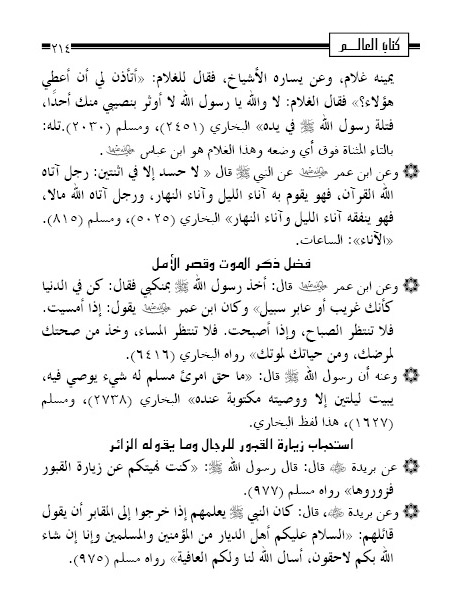 كتاب العالم ٢١٤
يمينه غلام، وعن يساره الأشياخ، فقال للغلام: «أتأذن لي أن أعطي
هؤلاء؟» فقال الغلام: لا والله يا رسول الله لا أوثر بنصيبي منك أحدًا،
فتلة رسول الله ﷺ في يده» البخاري (٢٤٥١)، ومسلم (٢٠٣٠).تله:
بالتاء المثناة فوق أي وضعه وهذا الغلام هو ابن عباس رضي الله عنهما.
وعن ابن عمر رضي الله عنهما عن النبي ﷺ قال « لا حسد إلا في اثنتين: رجل آتاه
الله القرآن، فهو يقوم به آناء الليل وآناء النهار، ورجل آتاه الله مالا،
فهو ينفقه آناء الليل وآناء النهار» البخاري (٥٠٢٥)، ومسلم (٨١٥).
«الآناء»: الساعات.
فضل ذكر الموت وقصر الأمل
وعن ابن عمر رضي الله عنهما قال: أخذ رسول الله ﷺ بمنكبي فقال: كن في الدنيا
كأنك غريب أو عابر سبيل» وكان ابن عمر رضي الله عنهما يقول: إذا أمسيت.
فلا تنتظر الصباح، وإذا أصبحت. فلا تنتظر المساء، وخذ من صحتك
لمرضك، ومن حياتك لموتك» رواه البخاري (٦٤١٦).
وعنه أن رسول الله ﷺ قال: «ما حق امرئ مسلم له شيء يوصي فيه،
يبيت ليلتين إلا ووصيته مكتوبة عنده» البخاري (٢٧٣٨)، ومسلم
(١٦٢٧)، هذا لفظ البخاري.
استحباب زيارة القبور للرجال وما يقوله الزائر
عن بريدة رضي الله عنه قال: قال رسول الله ﷺ: «كنت نهيتكم عن زيارة القبور
فزوروها» رواه مسلم (٩٧٧).
وعن بريدة رضي الله عنه، قال: كان النبي ﷺ يعلمهم إذا خرجوا إلى المقابر أن يقول
قائلهم: «السلام عليكم أهل الديار من المؤمنين والمسلمين وإنا إن شاء
الله بكم لاحقون، أسال الله لنا ولكم العافية» رواه مسلم (٩٧٥).